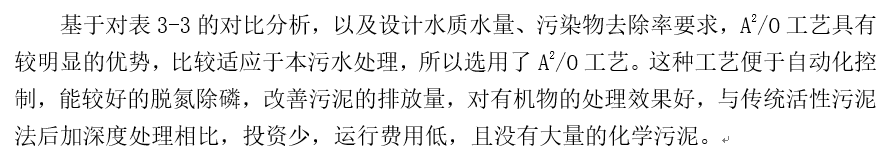 基于对表 3-3 的对比分析，以及设计水质水量、污染物去除率要求，A²/O 工艺具有
较明显的优势，比较适应于本污水处理，所以选用了 A²/O 工艺。这种工艺便于自动化控
制，能较好的脱氮除磷，改善污泥的排放量，对有机物的处理效果好，与传统活性污泥
法后加深度处理相比，投资少，运行费用低，且没有大量的化学污泥。